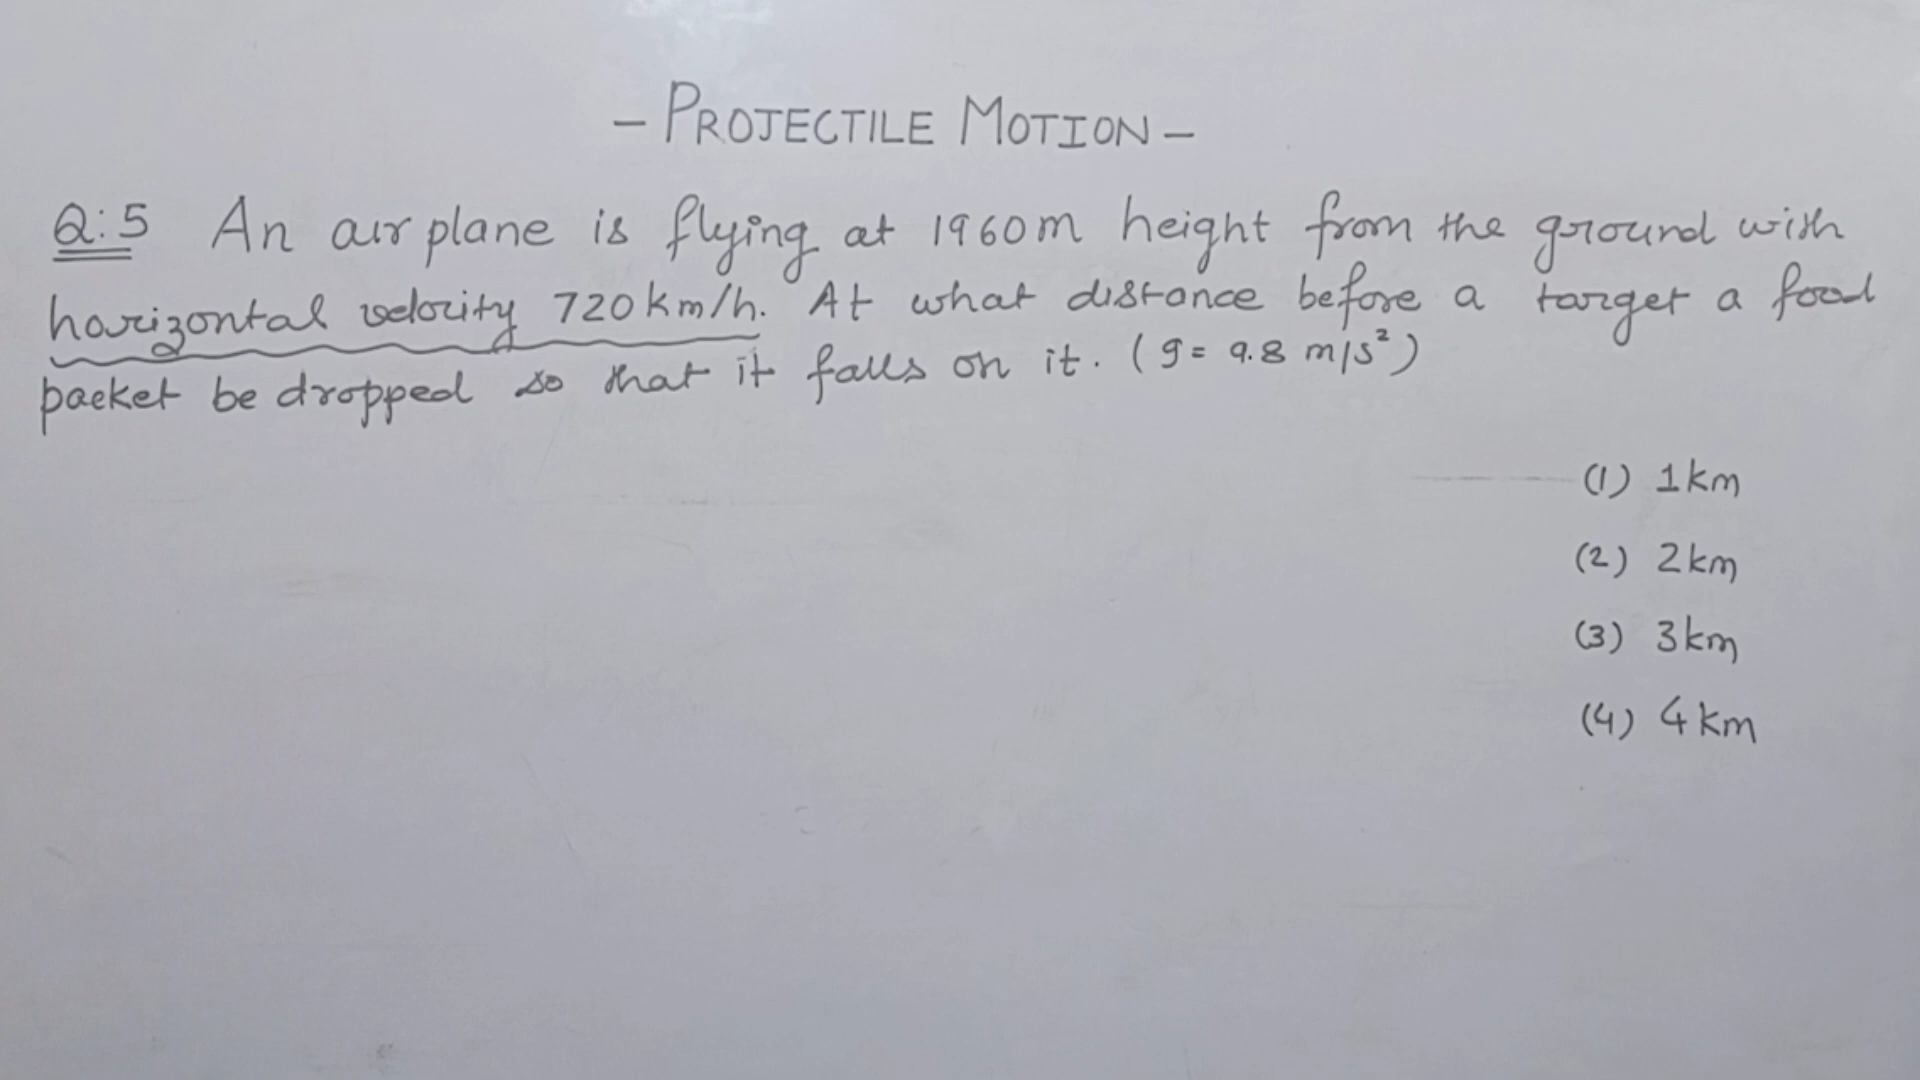 - PROJECTILE MOTION -
Q:5 An air plane is flying at 1960m height from the ground with
horizontal velocity 720km/h. At what distance before a target a food
packet be dropped so that it falls on it. (g = 9.8 m/s²)
(1) 1km
(2) 2km
(3) 3km
(4) 4km